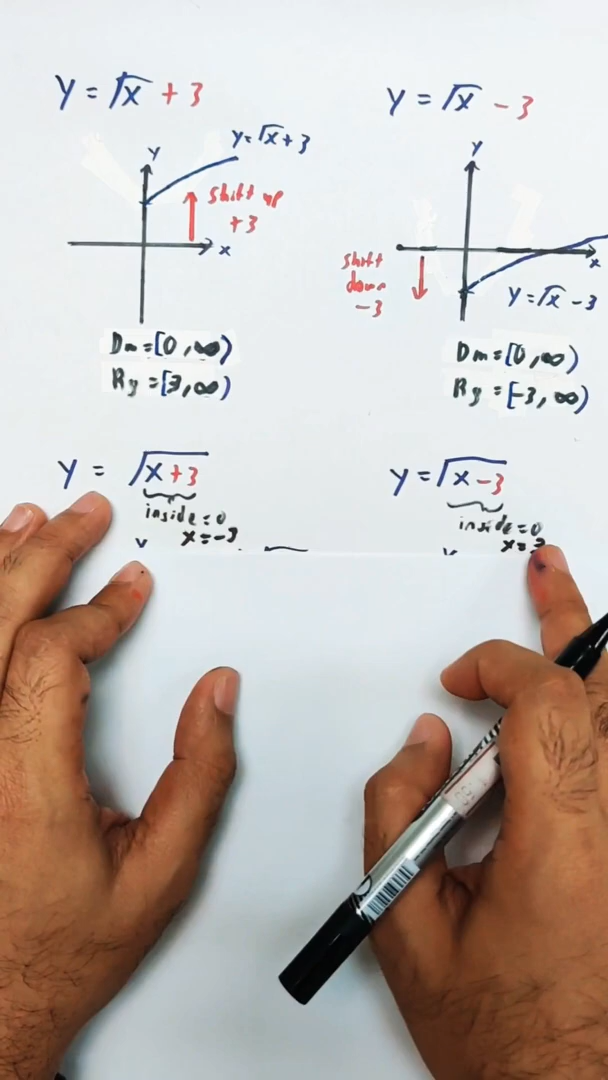 y = √x + 3
y
y=√x+3
shift up
+3
x
Dm=[0,∞)
Ry=[3,∞)
y = √x - 3
y
shift
down
-3
x
y=√x-3
Dm=[0,∞)
Ry=[-3,∞)
y = √x+3
inside=0
x=-3
y = √x-3
inside=0
x=3